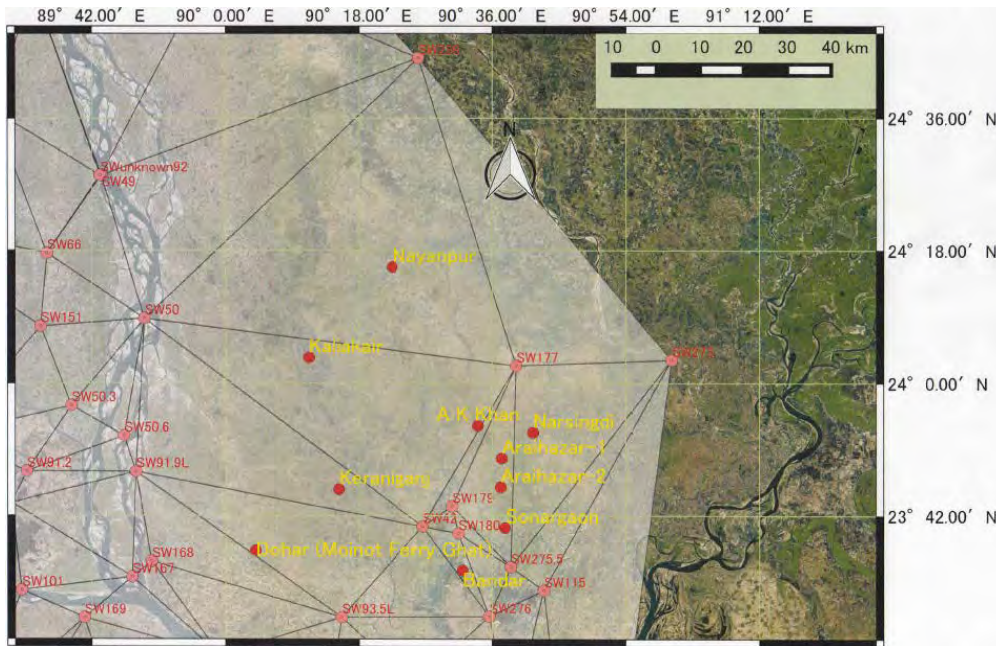 89° 42.00′ E 90° 0.00′ E 90° 18.00′ E 90° 36.00′ E 90° 54.00′ E 91° 12.00′ E
10 0 10 20 30 40 km
24° 36.00′ N
N
SWunknown92
SW49
SW66
24° 18.00′ N
Nayanpur
SW50
SW151
Kaliakair
SW177
24° 0.00′ N
SW50.3
A K Khan
Narsingdi
SW50.6
Araihazar-1
SW91.2
SW91.9L
Araihazar-2
Keraniganj
SW179
SW42
SW180
Sonargaon
23° 42.00′ N
Dohar (Moinot Ferry Ghat)
SW168
SW167
SW275.5
Bandar
SW101
SW115
SW169
SW93.5L
SW276